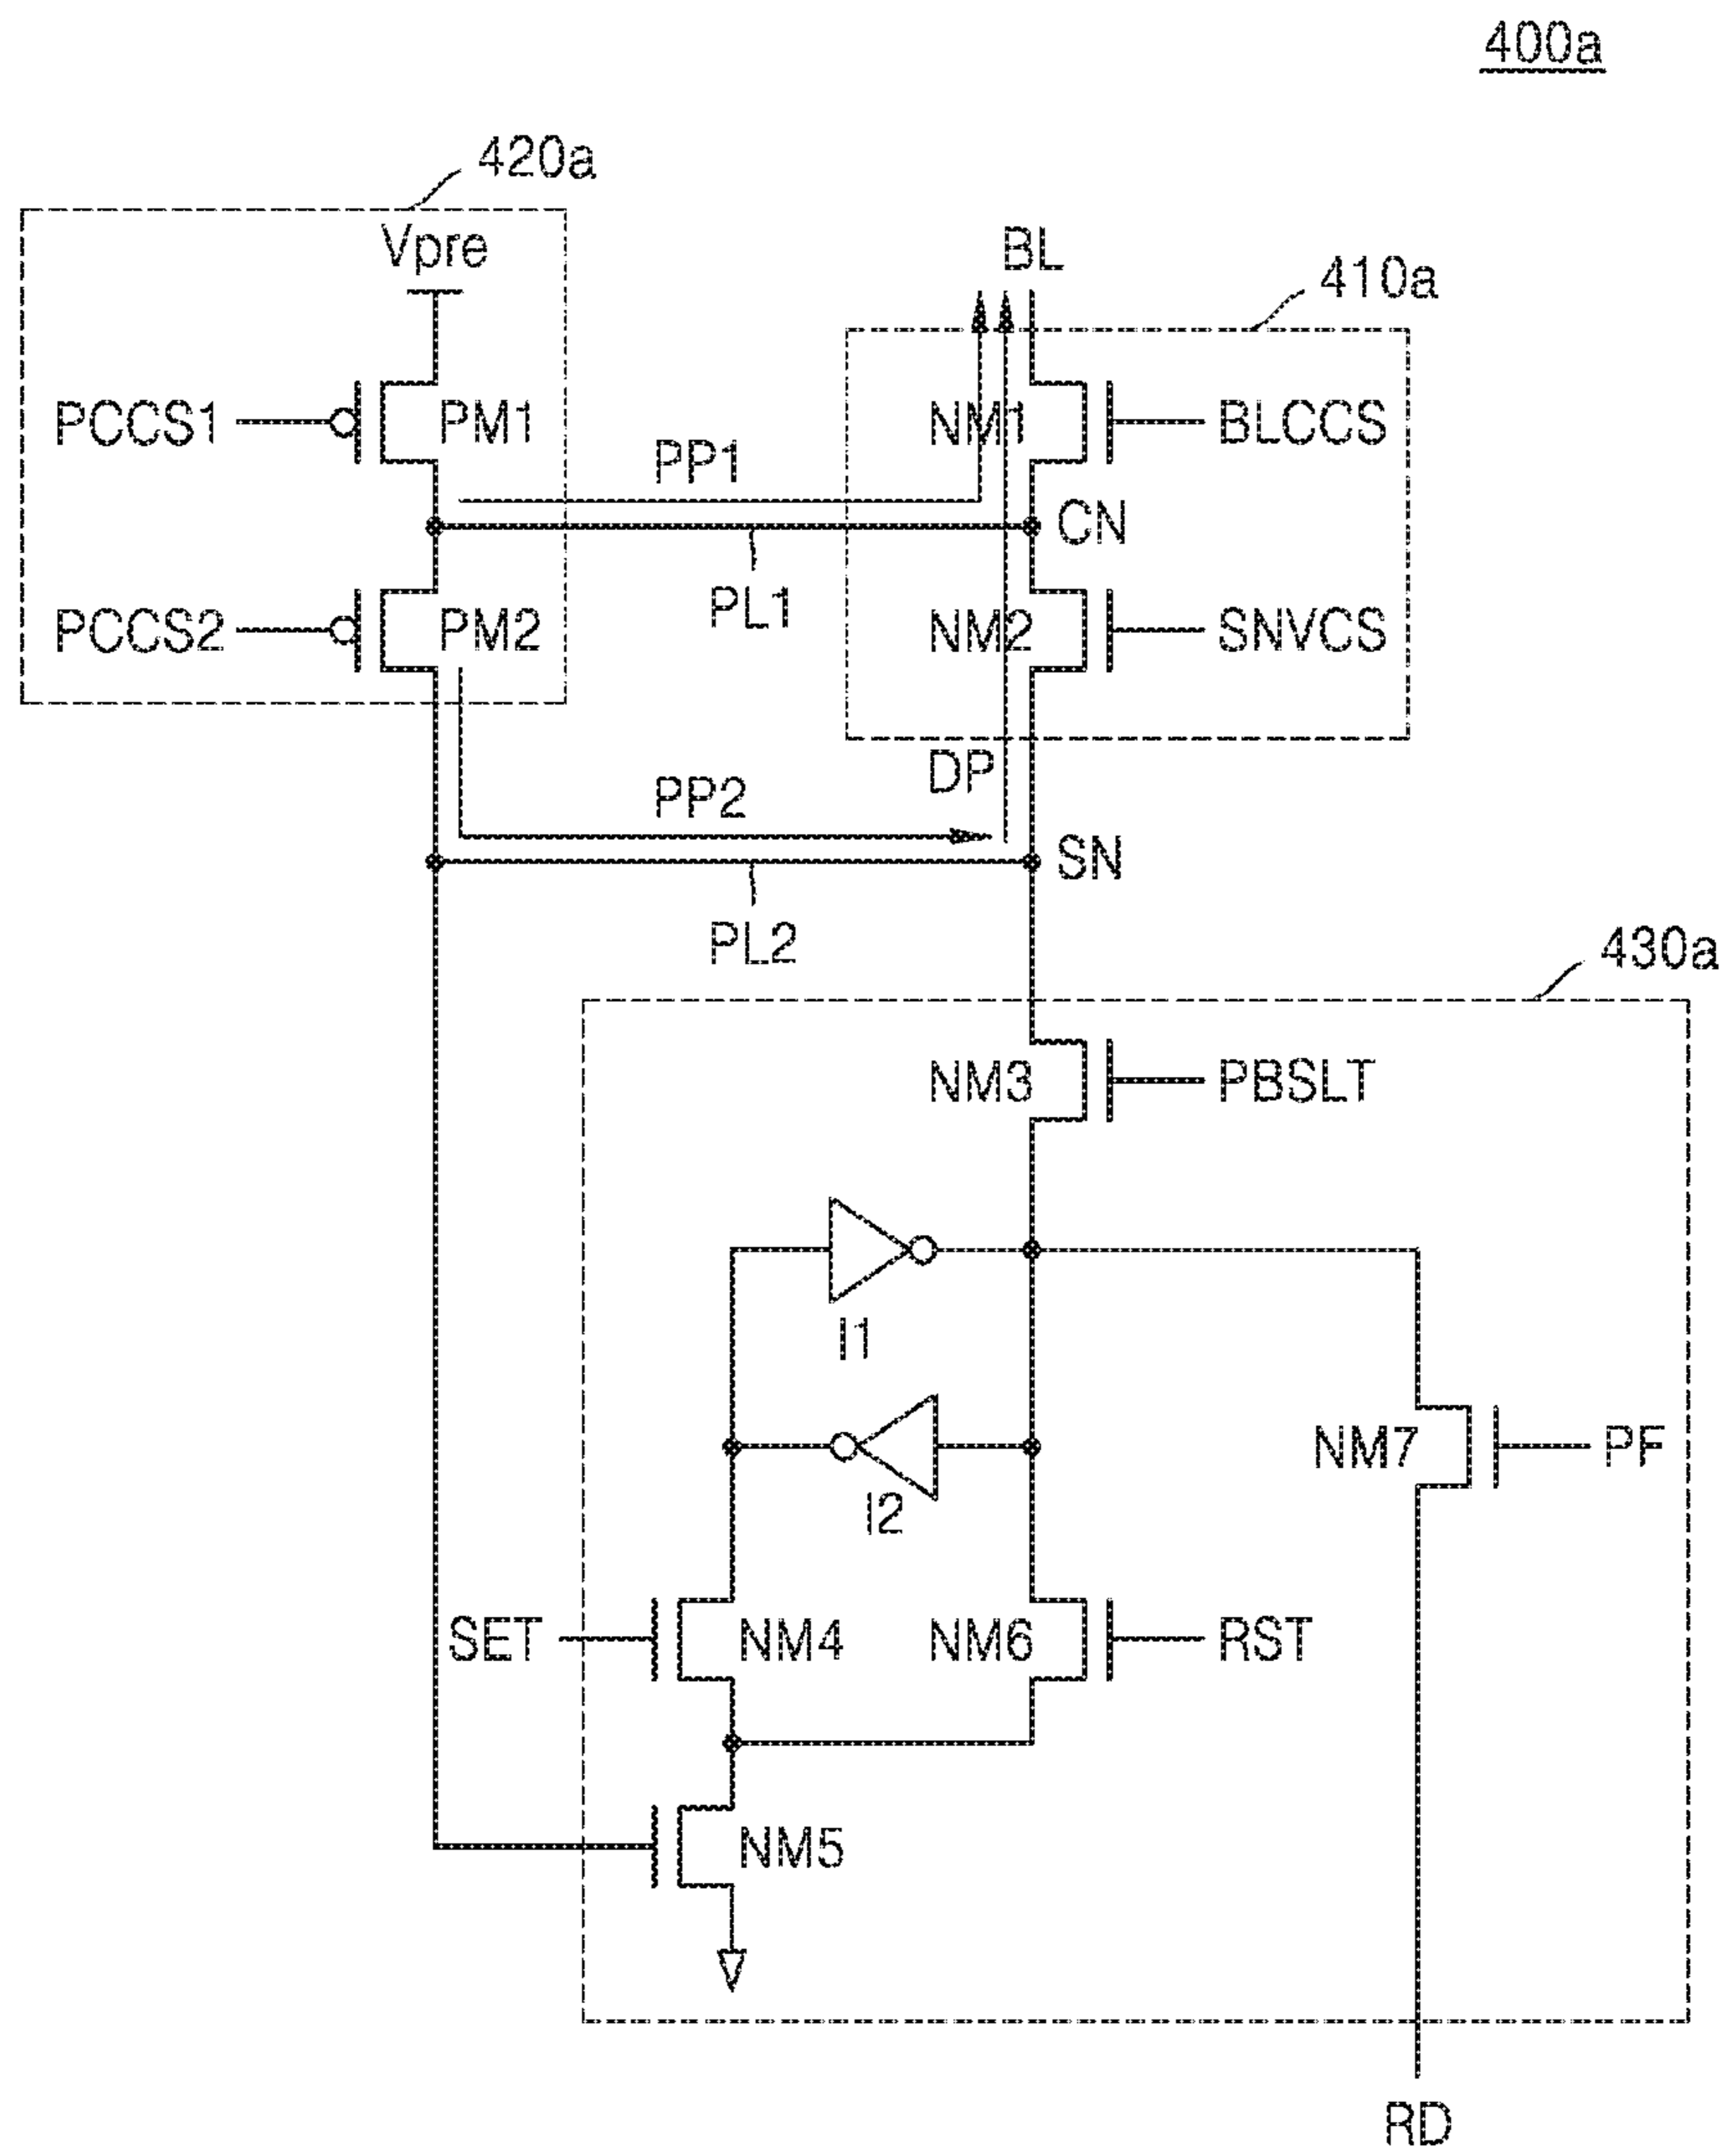 400a
420a
Vpre
BL
410a
PCCS1
PM1
NM1
BLCCS
PP1
CN
PL1
PCCS2
PM2
NM2
SNVCS
DP
PP2
SN
PL2
430a
NM3
PBSLT
I1
NM7
PF
I2
SET
NM4
NM6
RST
NM5
RD